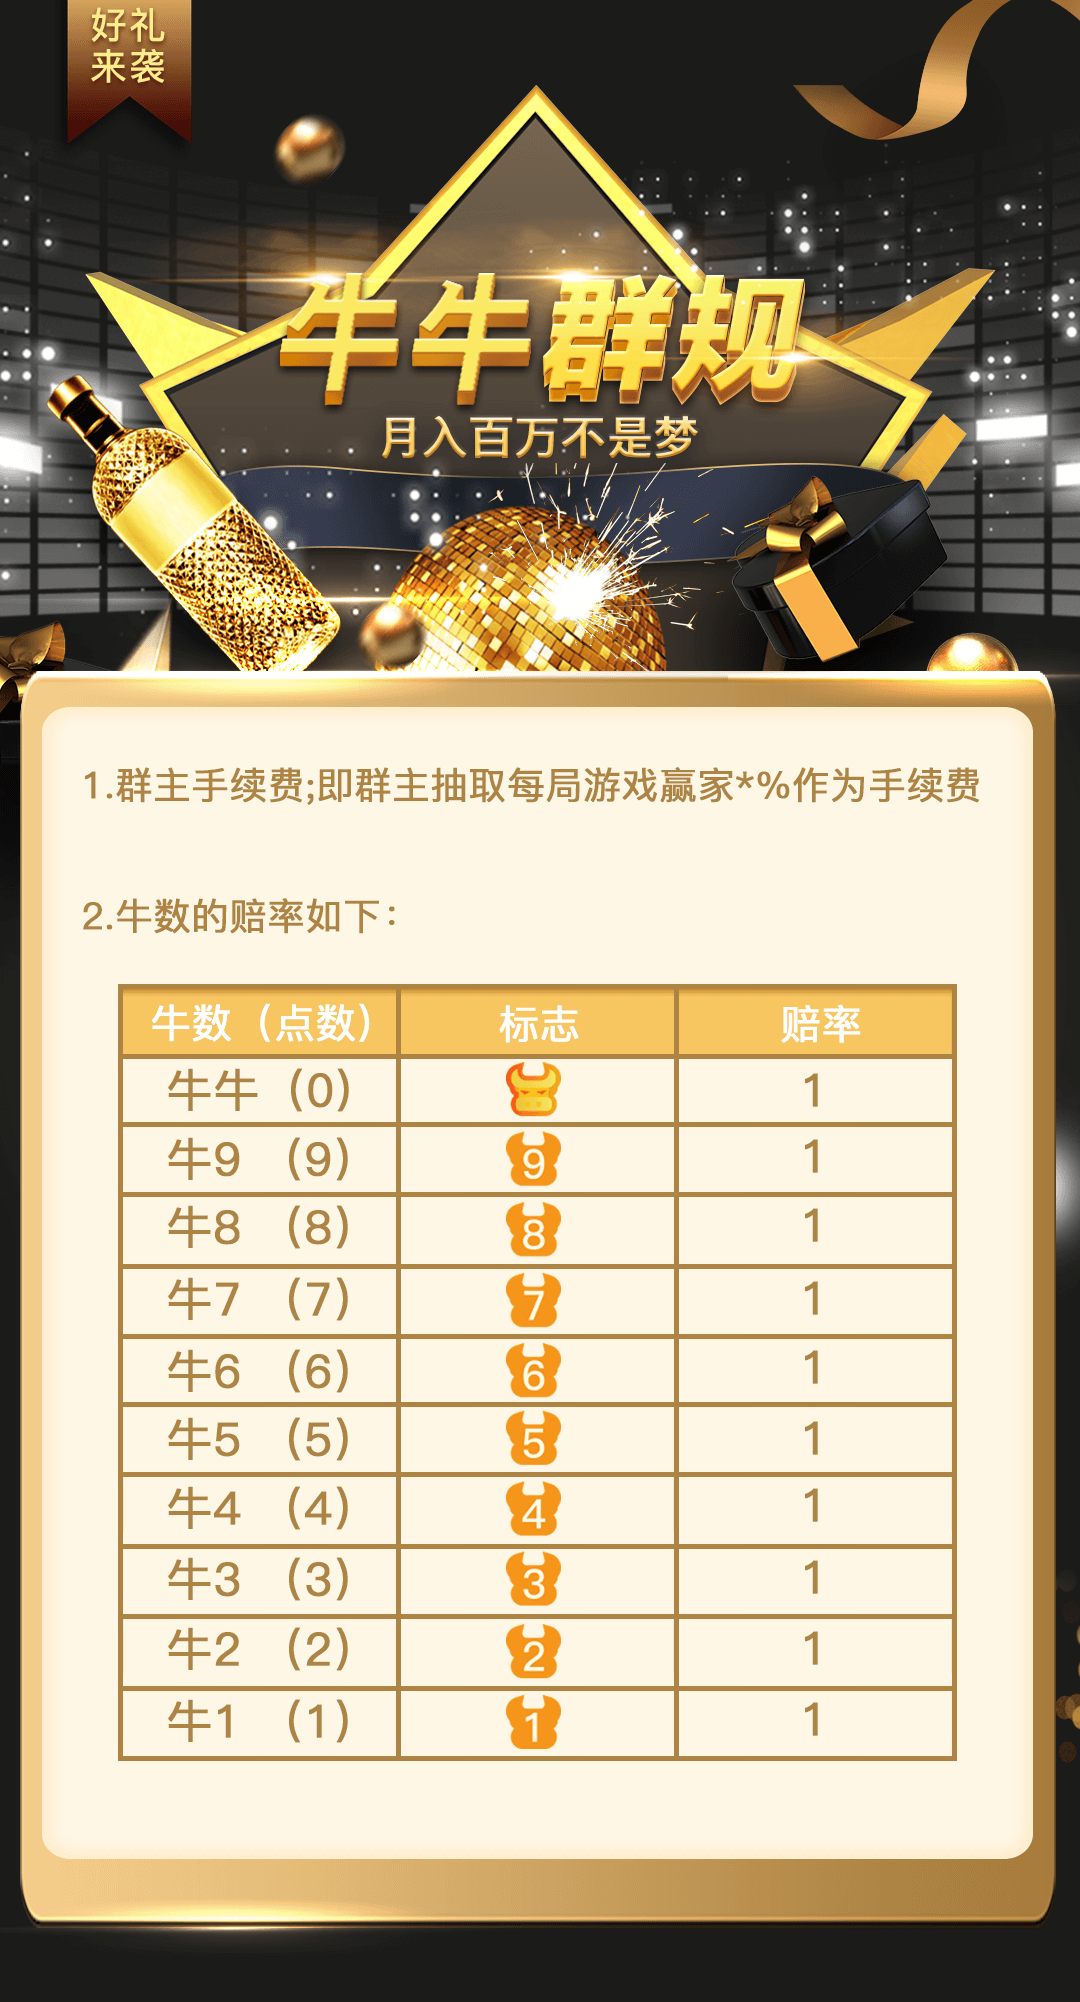 好礼
来袭
牛牛群规
月入百万不是梦
1.群主手续费;即群主抽取每局游戏赢家*%作为手续费
2.牛数的赔率如下：
牛数（点数） 标志 赔率
牛牛（0） 1
牛9 （9） 9 1
牛8 （8） 8 1
牛7 （7） 7 1
牛6 （6） 6 1
牛5 （5） 5 1
牛4 （4） 4 1
牛3 （3） 3 1
牛2 （2） 2 1
牛1 （1） 1 1